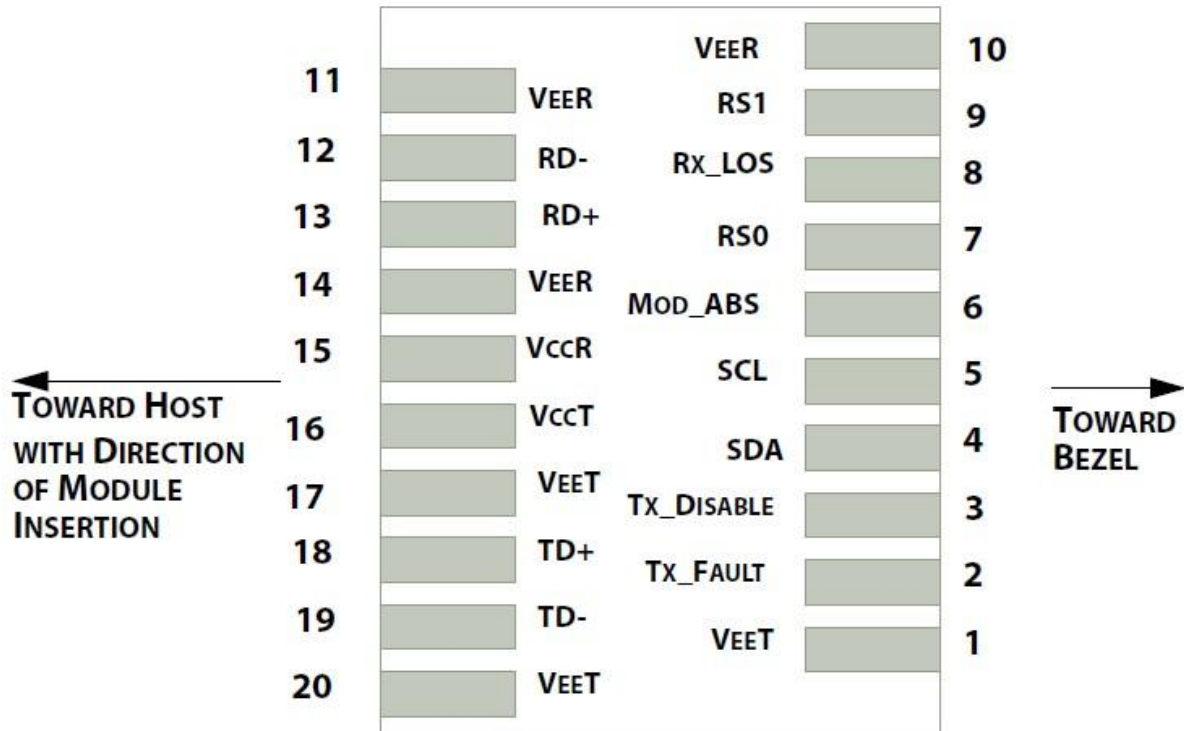 11 VEER
12 RD-
13 RD+
14 VEER
15 VCCR
16 VCCT
17 VEET
18 TD+
19 TD-
20 VEET
VEER 10
RS1 9
RX_LOS 8
RS0 7
MOD_ABS 6
SCL 5
SDA 4
TX_DISABLE 3
TX_FAULT 2
VEET 1
TOWARD HOST
WITH DIRECTION
OF MODULE
INSERTION
TOWARD
BEZEL